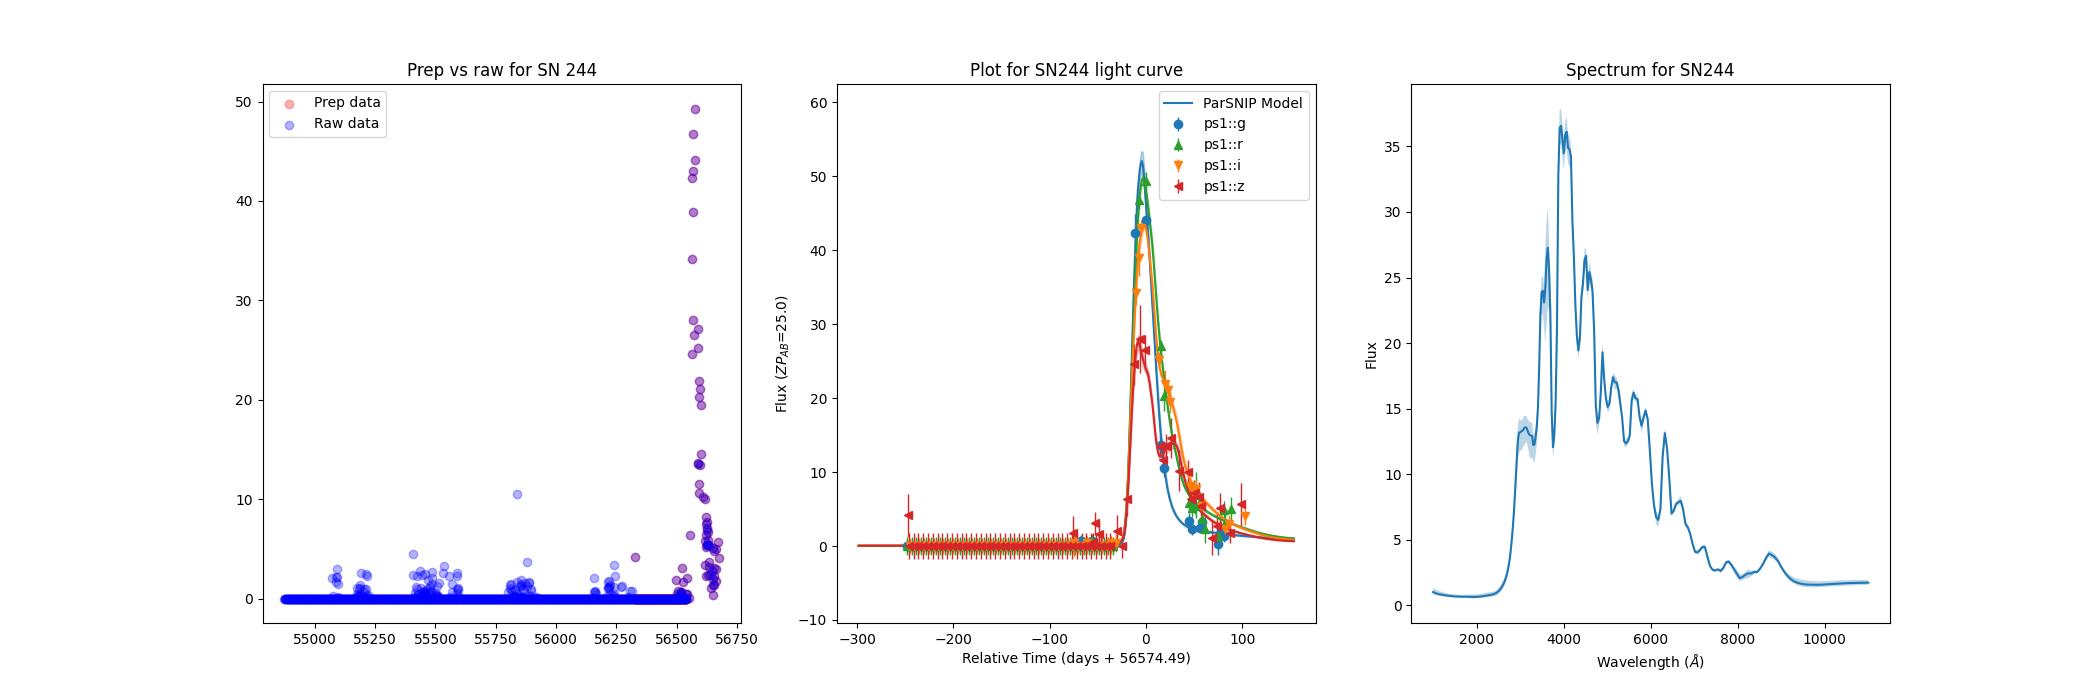 Prep vs raw for SN 244
Prep data
Raw data
50
40
30
20
10
0
55000 55250 55500 55750 56000 56250 56500 56750
Plot for SN244 light curve
ParSNIP Model
ps1::g
ps1::r
ps1::i
ps1::z
Flux (ZP_AB=25.0)
60
50
40
30
20
10
0
−10
−300 −200 −100 0 100
Relative Time (days + 56574.49)
Spectrum for SN244
Flux
35
30
25
20
15
10
5
0
2000 4000 6000 8000 10000
Wavelength (Å)